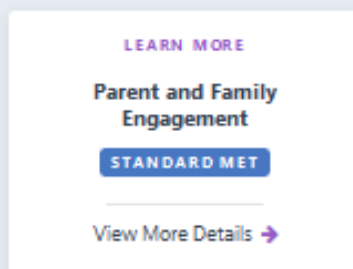 LEARN MORE
Parent and Family
Engagement
STANDARD MET
View More Details